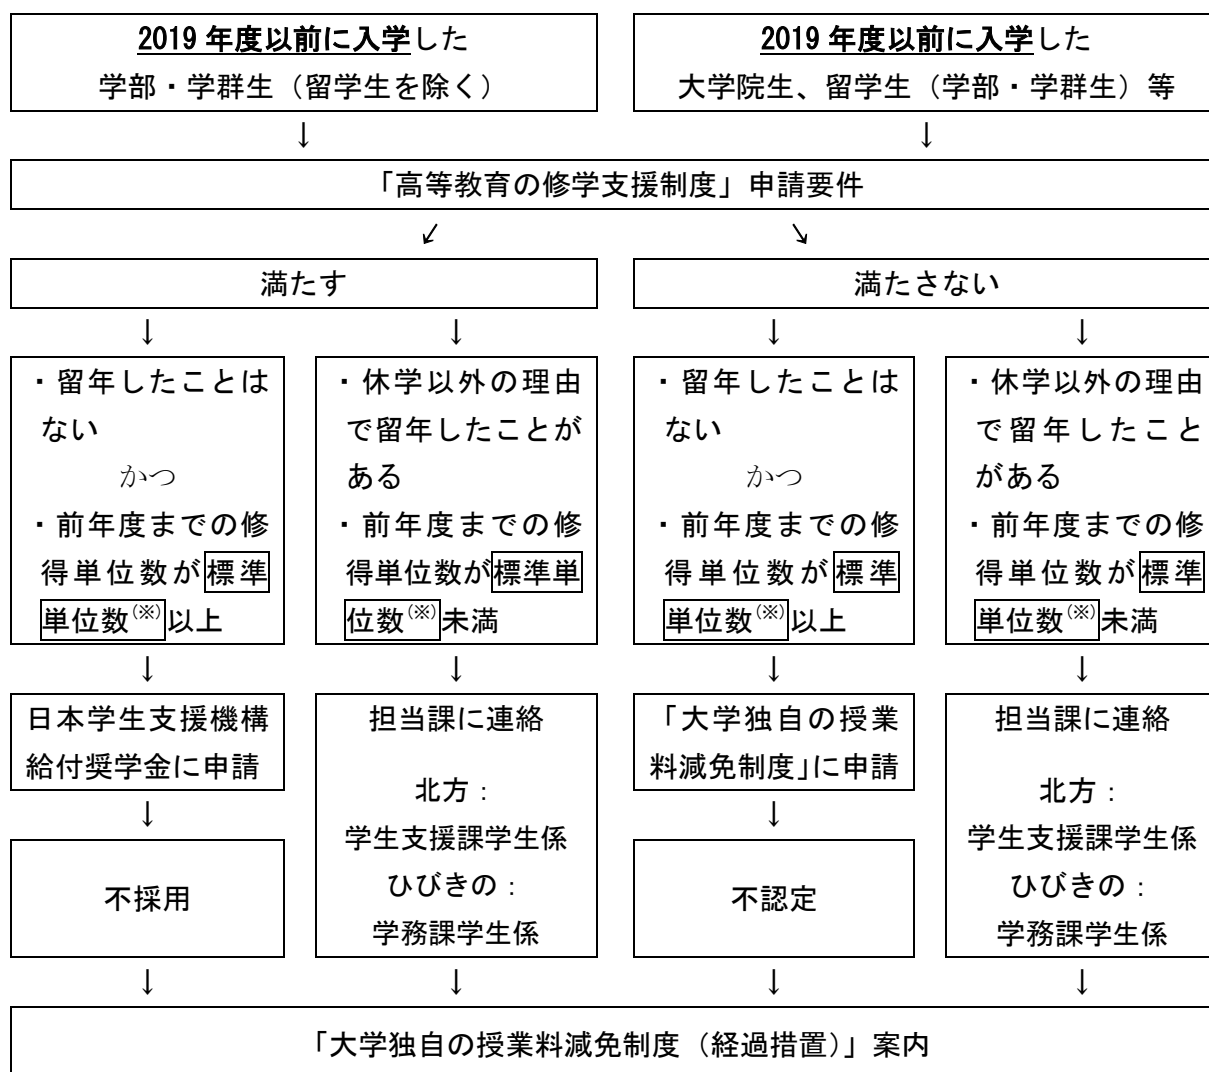 2019 年度以前に入学した
学部・学群生（留学生を除く）
2019 年度以前に入学した
大学院生、留学生（学部・学群生）等
↓
↓
「高等教育の修学支援制度」申請要件
↙
↘
満たす
満たさない
↓
↓
↓
↓
・留年したことは
ない
かつ
・前年度までの修
得単位数が標準
単位数(※)以上
・休学以外の理由
で留年したことが
ある
・前年度までの修
得単位数が標準単
位数(※)未満
・留年したことは
ない
かつ
・前年度までの修
得単位数が標準
単位数(※)以上
・休学以外の理由
で留年したこと
がある
・前年度までの修
得単位数が標準
単位数(※)未満
↓
↓
↓
↓
日本学生支援機構
給付奨学金に申請
↓
不採用
担当課に連絡
北方：
学生支援課学生係
ひびきの：
学務課学生係
「大学独自の授業
料減免制度」に申請
↓
不認定
担当課に連絡
北方：
学生支援課学生係
ひびきの：
学務課学生係
↓
↓
↓
↓
「大学独自の授業料減免制度（経過措置）」案内